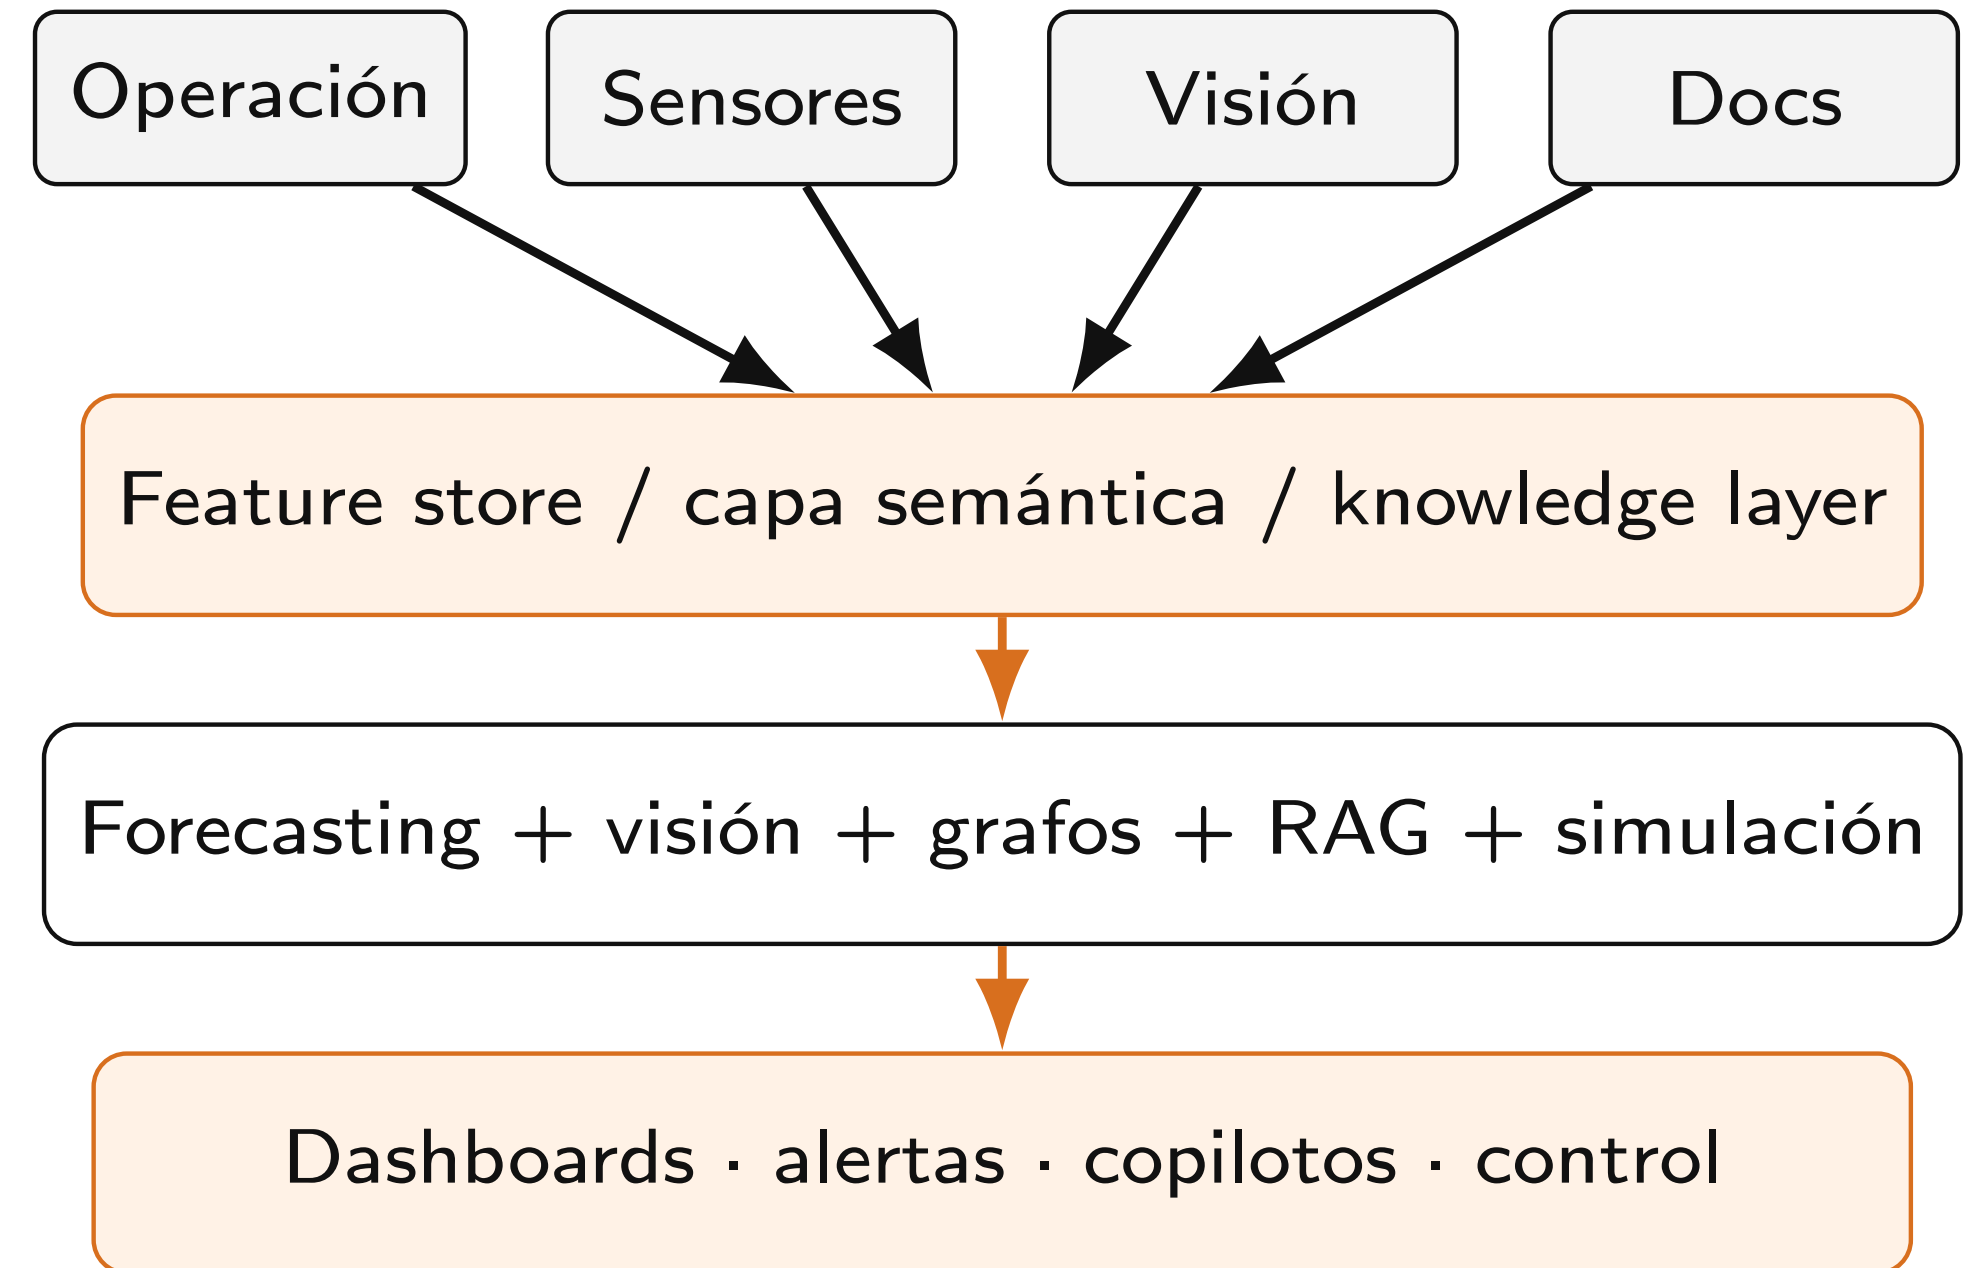 Operación
Sensores
Visión
Docs
Feature store / capa semántica / knowledge layer
Forecasting + visión + grafos + RAG + simulación
Dashboards · alertas · copilotos · control